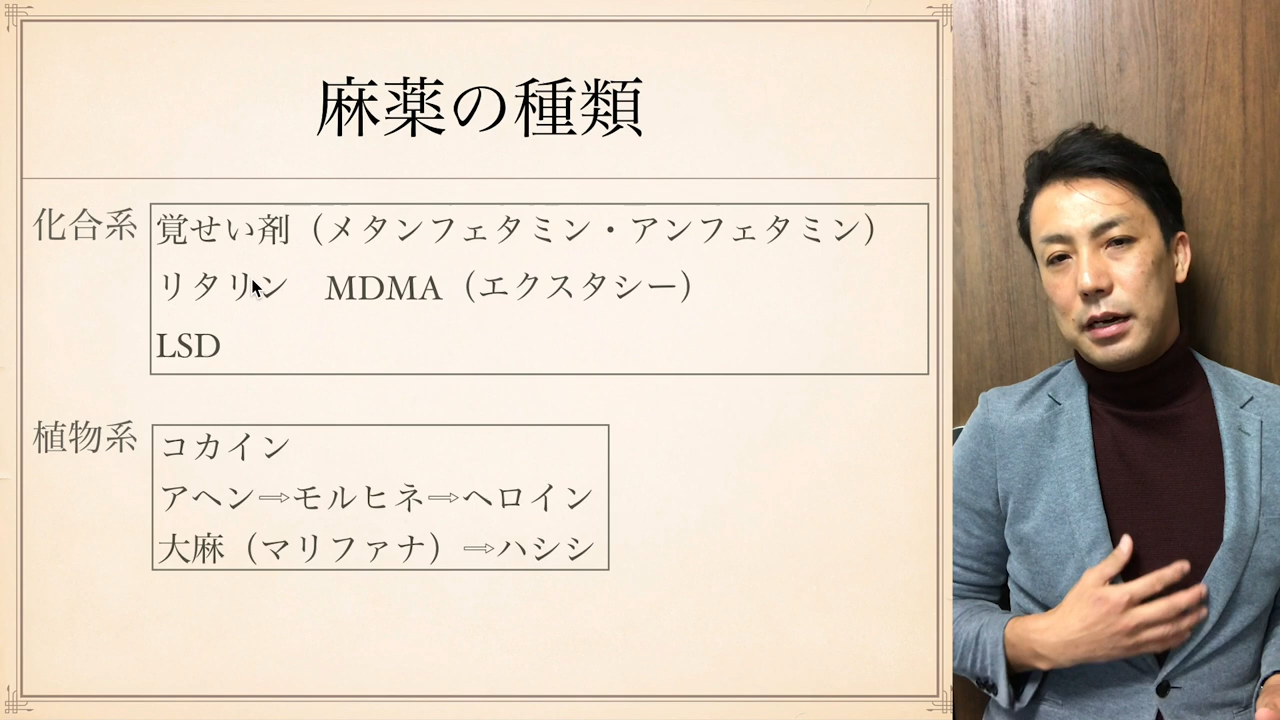 麻薬の種類
化合系
覚せい剤（メタンフェタミン・アンフェタミン）
リタリン　MDMA（エクスタシー）
LSD
植物系
コカイン
アヘン⇨モルヒネ⇨ヘロイン
大麻（マリファナ）⇨ハシシ